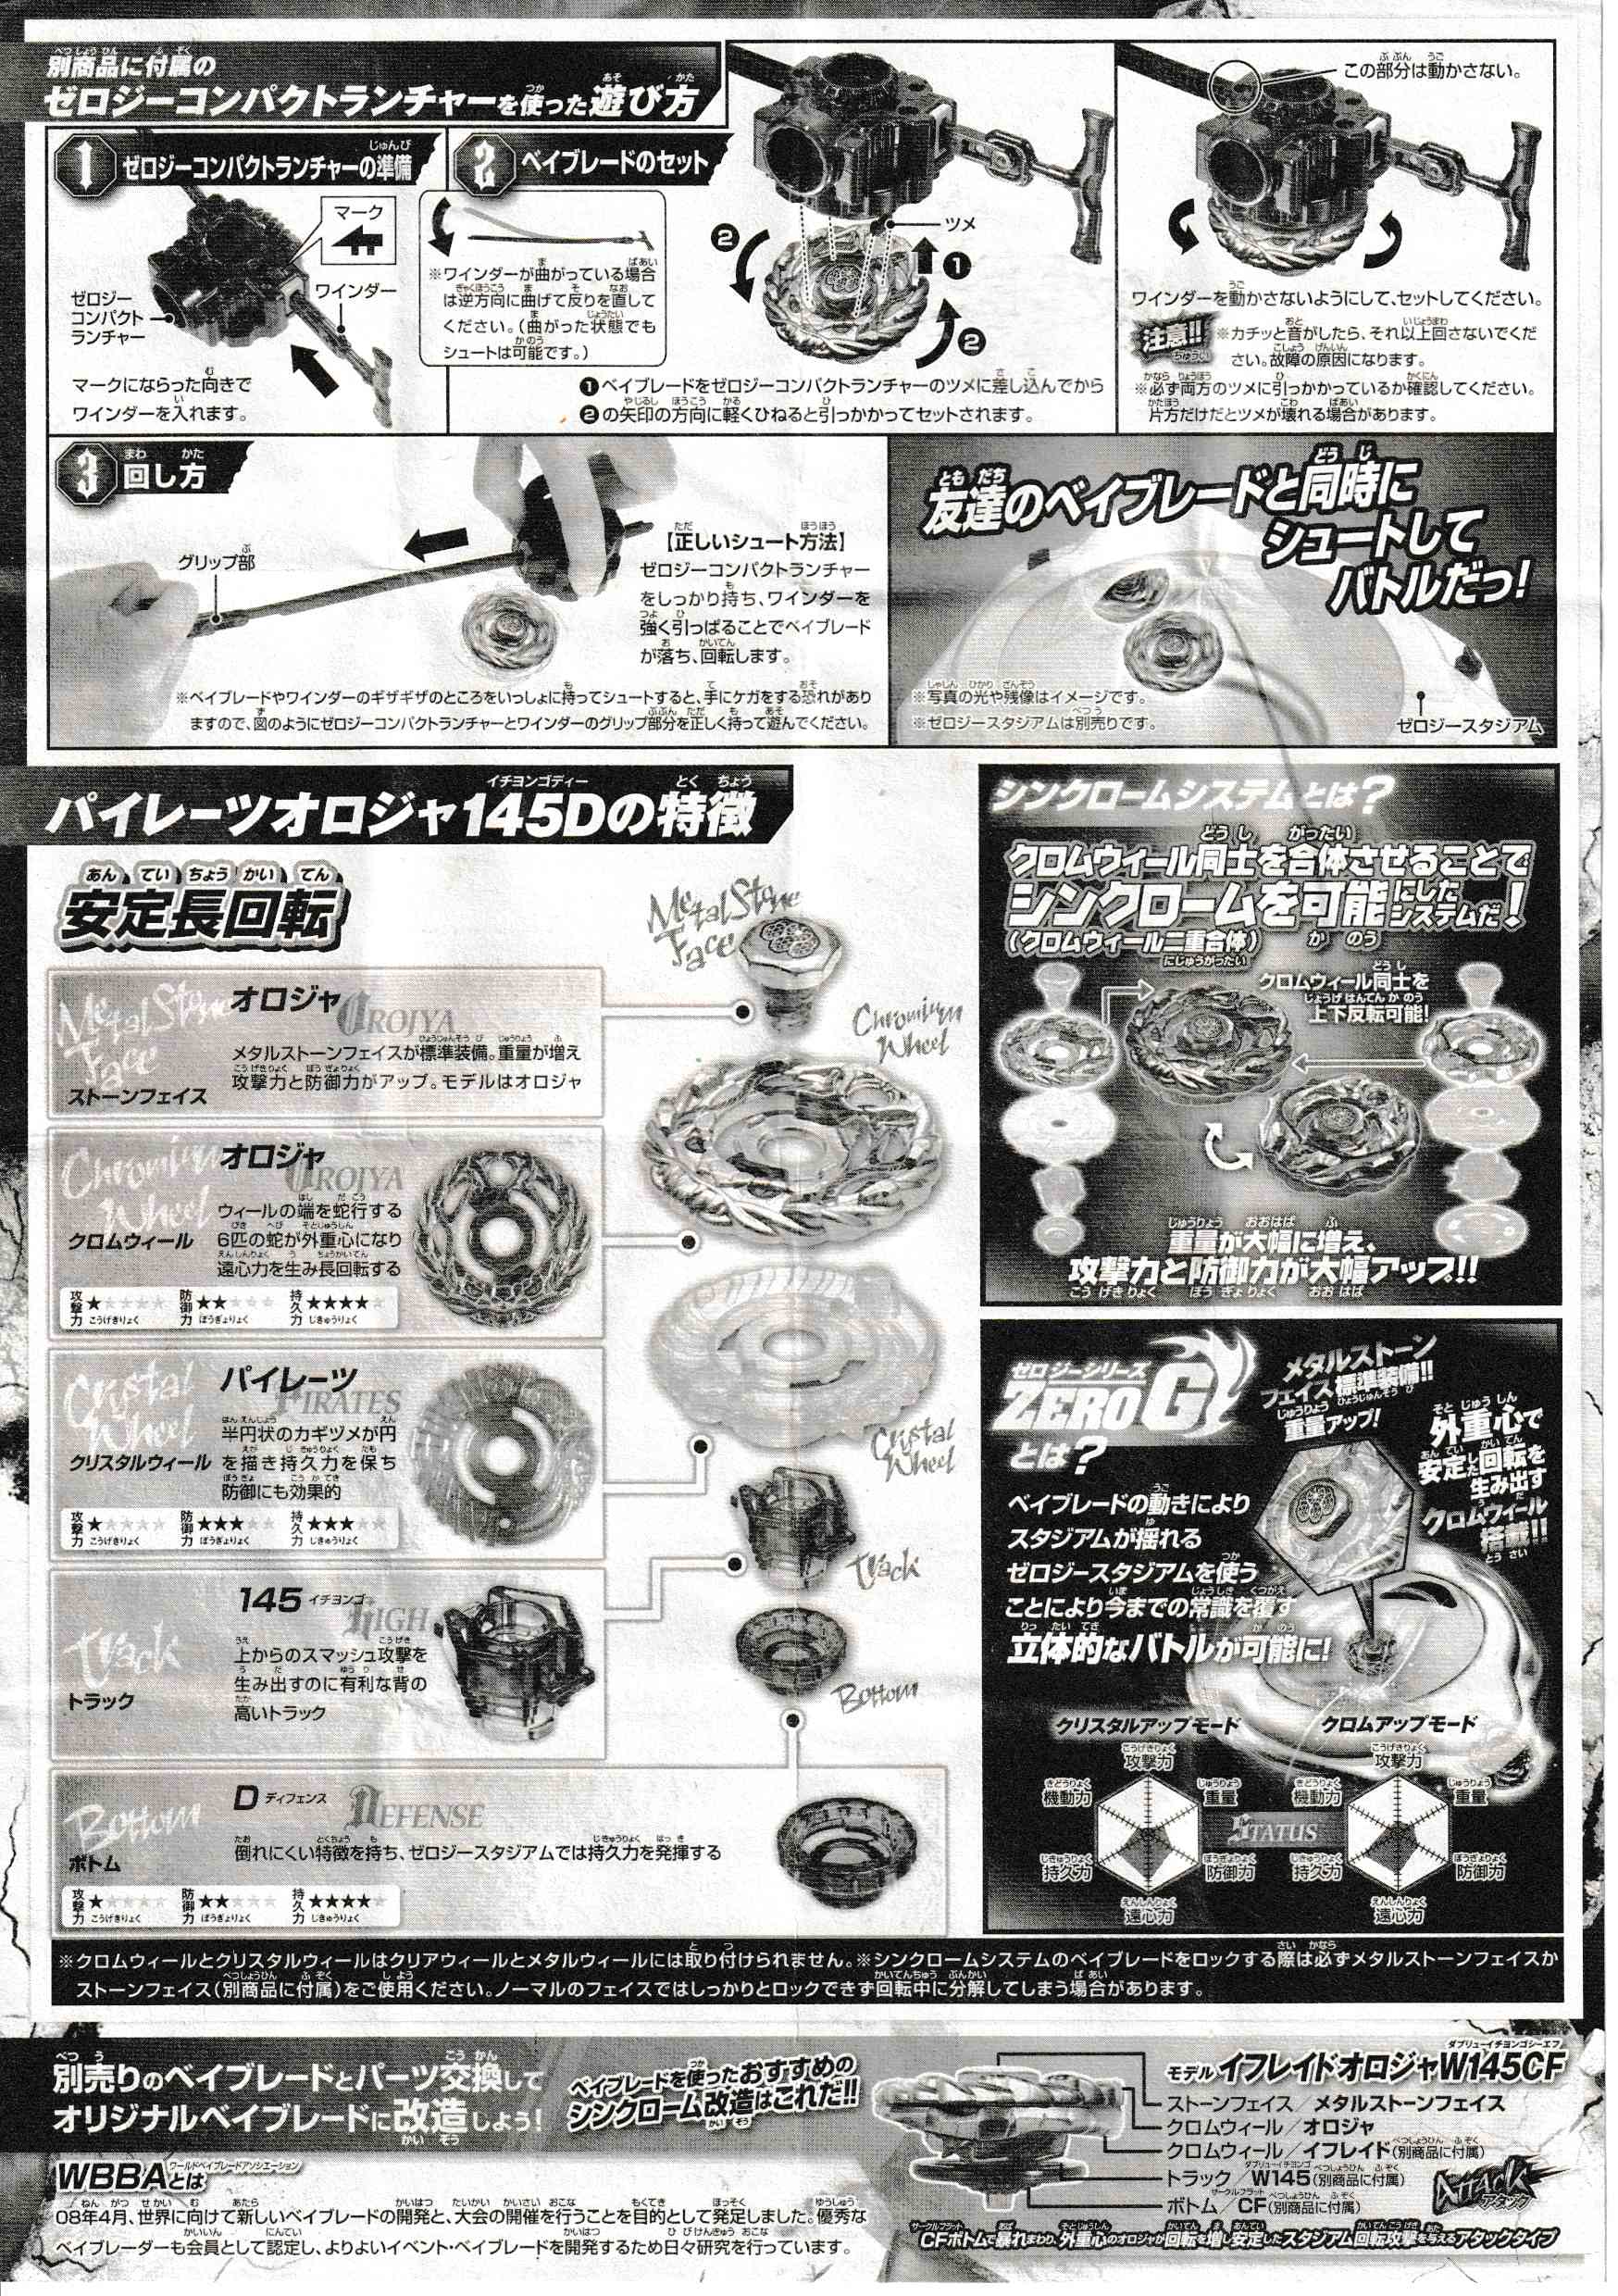 別商品に付属の
ゼロジーコンパクトランチャーを使った遊び方
1 ゼロジーコンパクトランチャーの準備
マーク
ゼロジー
コンパクト
ランチャー
ワインダー
マークにならった向きで
ワインダーを入れます。
2 ベイブレードのセット
※ワインダーが曲がっている場合
は逆方向に曲げて反りを直して
ください。(曲がった状態でも
シュートは可能です。)
ツメ
❶
❷
❷
❶ベイブレードをゼロジーコンパクトランチャーのツメに差し込んでから
❷の矢印の方向に軽くひねると引っかかってセットされます。
この部分は動かさない。
ワインダーを動かさないようにして、セットしてください。
注意!!
※カチッと音がしたら、それ以上回さないでくだ
さい。故障の原因になります。
※必ず両方のツメに引っかかっているか確認してください。
片方だけだとツメが壊れる場合があります。
3 回し方
グリップ部
【正しいシュート方法】
ゼロジーコンパクトランチャー
をしっかり持ち、ワインダーを
強く引っぱることでベイブレード
が落ち、回転します。
※ベイブレードやワインダーのギザギザのところをいっしょに持ってシュートすると、手にケガをする恐れがあり
ますので、図のようにゼロジーコンパクトランチャーとワインダーのグリップ部分を正しく持って遊んでください。
友達のベイブレードと同時に
シュートして
バトルだっ!
※写真の光や残像はイメージです。
※ゼロジースタジアムは別売りです。
ゼロジースタジアム
パイレーツオロジャ145Dの特徴
安定長回転
Metal Stone
Face
ストーンフェイス
オロジャ OROJYA
メタルストーンフェイスが標準装備。重量が増え
攻撃力と防御力がアップ。モデルはオロジャ
Chromium
Wheel
クロムウィール
オロジャ OROJYA
ウィールの端を蛇行する
6匹の蛇が外重心になり
遠心力を生み長回転する
攻撃力 ★☆☆☆☆ 防御力 ★★☆☆☆ 持久力 ★★★★☆
Crystal
Wheel
クリスタルウィール
パイレーツ PIRATES
半円状のカギヅメが円
を描き持久力を保ち
防御にも効果的
攻撃力 ★☆☆☆☆ 防御力 ★★★☆☆ 持久力 ★★★☆☆
Track
トラック
145 イチヨンゴ HIGH
上からのスマッシュ攻撃を
生み出すのに有利な背の
高いトラック
Bottom
ボトム
D ディフェンス DEFENSE
倒れにくい特徴を持ち、ゼロジースタジアムでは持久力を発揮する
攻撃力 ★☆☆☆☆ 防御力 ★★☆☆☆ 持久力 ★★★★☆
Metal Stone
Face
Chromium
Wheel
Crystal
Wheel
Track
Bottom
シンクロームシステムとは?
クロムウィール同士を合体させることで
シンクロームを可能にしたシステムだ!
(クロムウィール二重合体)
クロムウィール同士を
上下反転可能!
重量が大幅に増え、
攻撃力と防御力が大幅アップ!!
ゼロジーシリーズ
ZERO G
とは?
メタルストーン
フェイス標準装備!!
重量アップ!
外重心で
安定した回転を
生み出す
クロムウィール
搭載!!
ベイブレードの動きにより
スタジアムが揺れる
ゼロジースタジアムを使う
ことにより今までの常識を覆す
立体的なバトルが可能に!
クリスタルアップモード
攻撃力
重量
防御力
遠心力
持久力
機動力
STATUS
クロムアップモード
攻撃力
重量
防御力
遠心力
持久力
機動力
※クロムウィールとクリスタルウィールはクリアウィールとメタルウィールには取り付けられません。※シンクロームシステムのベイブレードをロックする際は必ずメタルストーンフェイスか
ストーンフェイス(別商品に付属)をご使用ください。ノーマルのフェイスではしっかりとロックできず回転中に分解してしまう場合があります。
別売りのベイブレードとパーツ交換して
オリジナルベイブレードに改造しよう!
ベイブレードを使ったおすすめの
シンクローム改造はこれだ!!
モデル イフレイドオロジャW145CF
ストーンフェイス/メタルストーンフェイス
クロムウィール/オロジャ
クロムウィール/イフレイド(別商品に付属)
トラック/W145(別商品に付属)
ボトム/CF(別商品に付属)
ATTACK
アタック
CFボトムで暴れまわり、外重心のオロジャが回転を増し安定したスタジアム回転攻撃を与えるアタックタイプ
WBBAとは
ワールドベイブレードアソシエーション
08年4月、世界に向けて新しいベイブレードの開発と、大会の開催を行うことを目的として発足しました。優秀な
ベイブレーダーも会員として認定し、よりよいイベント・ベイブレードを開発するため日々研究を行っています。